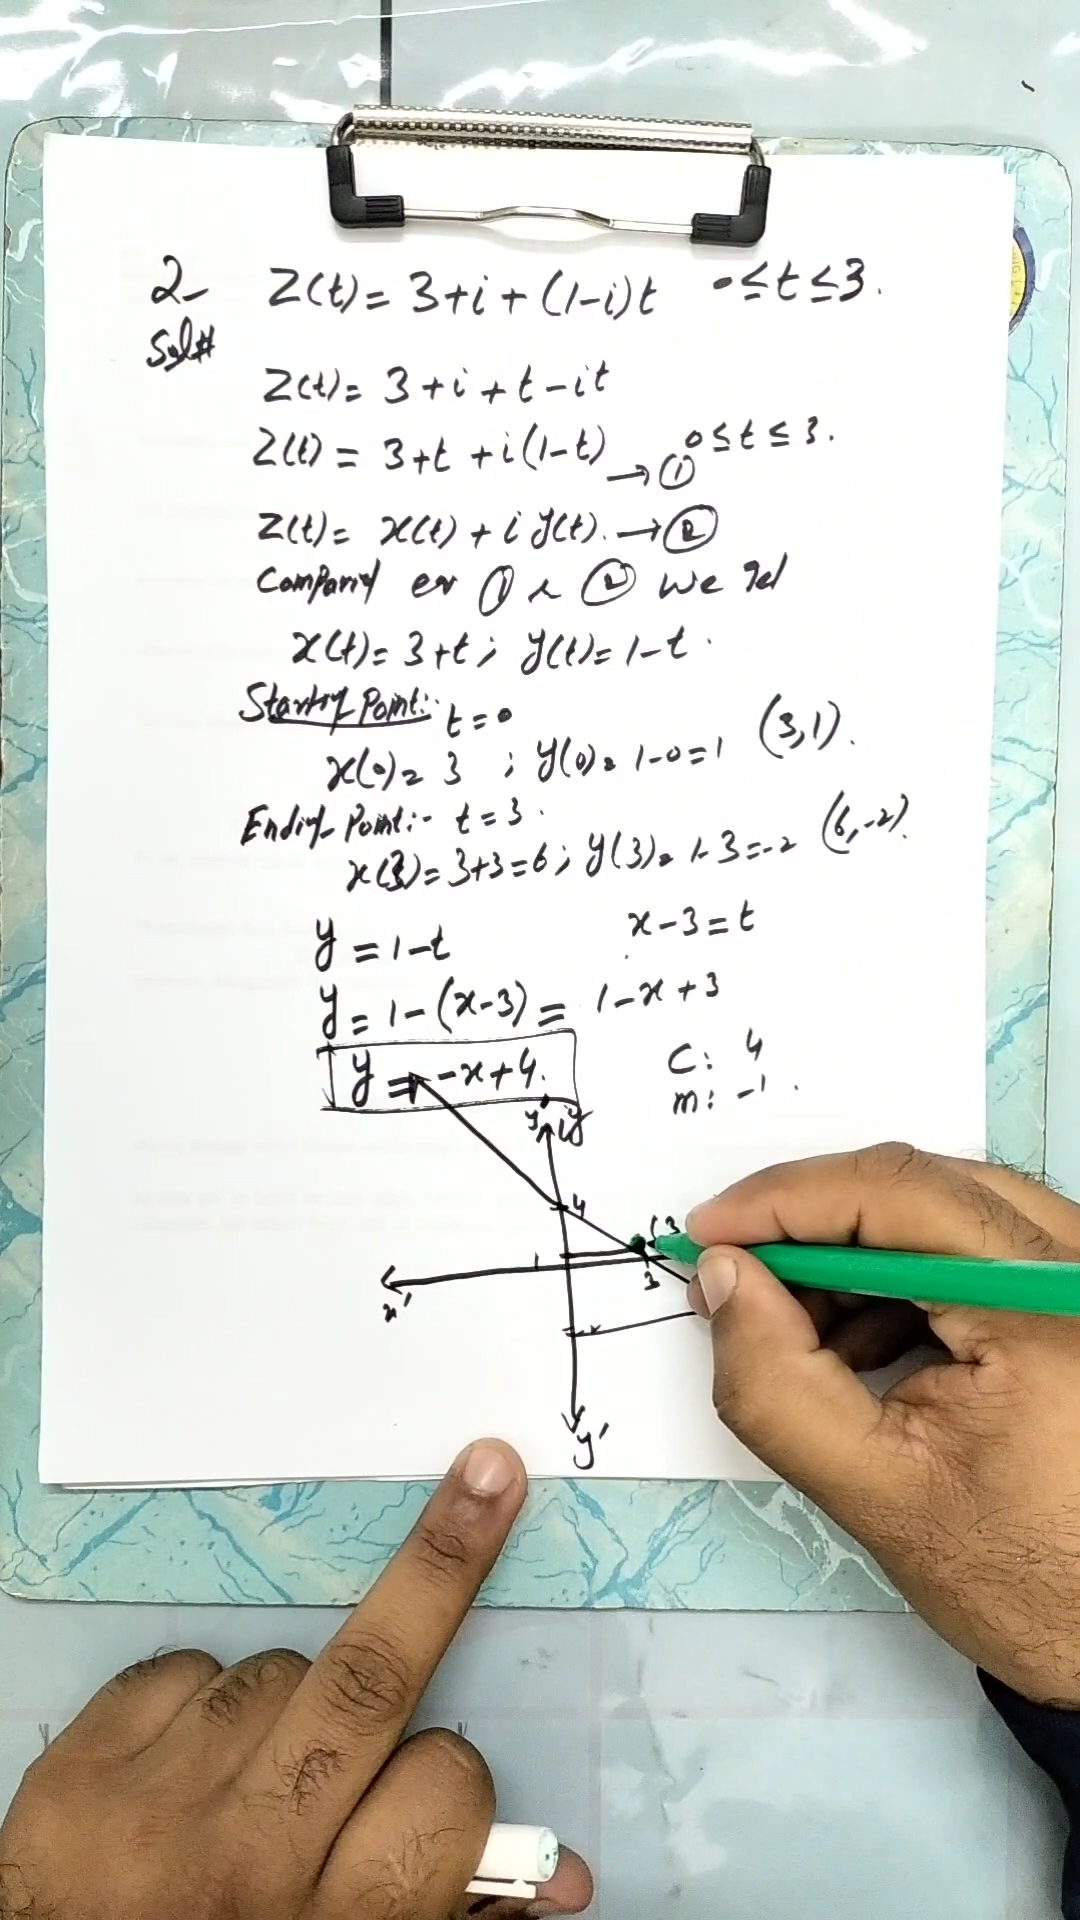 2- Z(t) = 3+i+(1-i)t 0≤t≤3.
Sol#
Z(t) = 3+i+t-it
Z(t) = 3+t+i(1-t) → ① 0≤t≤3.
Z(t) = x(t)+iy(t). → ②
① ② we get
x(t) = 3+t; y(t) = 1-t.
Starting Point:- t=0
x(0) = 3 ; y(0) = 1-0=1 (3,1).
Ending Point:- t=3.
x(3) = 3+3=6; y(3) = 1-3=-2 (6,-2).
y = 1-t x-3=t
y = 1-(x-3) = 1-x+3
y = -x+4. C: 4
m: -1.
y iy
4
(3
1
3
x'
-2
y'